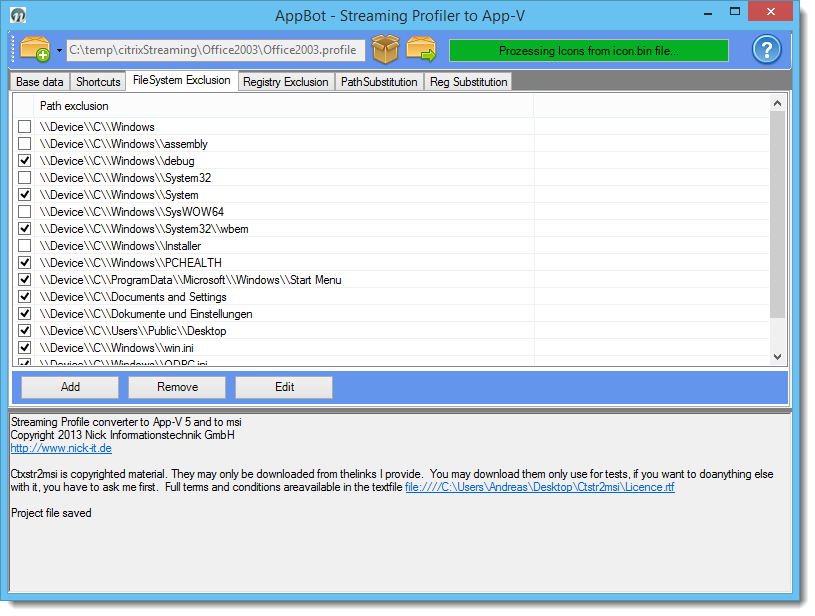 AppBot - Streaming Profiler to App-V
C:\temp\citrixStreaming\Office2003\Office2003.profile
Prozessing Icons from icon.bin file...
?
Base data Shortcuts FileSystem Exclusion Registry Exclusion PathSubstitution Reg Substitution
Path exclusion
\\Device\\C\\Windows
\\Device\\C\\Windows\\assembly
\\Device\\C\\Windows\\debug
\\Device\\C\\Windows\\System32
\\Device\\C\\Windows\\System
\\Device\\C\\Windows\\SysWOW64
\\Device\\C\\Windows\\System32\\wbem
\\Device\\C\\Windows\\Installer
\\Device\\C\\Windows\\PCHEALTH
\\Device\\C\\ProgramData\\Microsoft\\Windows\\Start Menu
\\Device\\C\\Documents and Settings
\\Device\\C\\Dokumente und Einstellungen
\\Device\\C\\Users\\Public\\Desktop
\\Device\\C\\Windows\\win.ini
\\Device\\C\\Windows\\ODBC.ini
Add Remove Edit
Streaming Profile converter to App-V 5 and to msi
Copyright 2013 Nick Informationstechnik GmbH
http://www.nick-it.de
Ctxstr2msi is copyrighted material. They may only be downloaded from thelinks I provide. You may download them only use for tests, if you want to doanything else
with it, you have to ask me first. Full terms and conditions areavailable in the textfile file:////C:\Users\Andreas\Desktop\Ctstr2msi\Licence.rtf
Project file saved